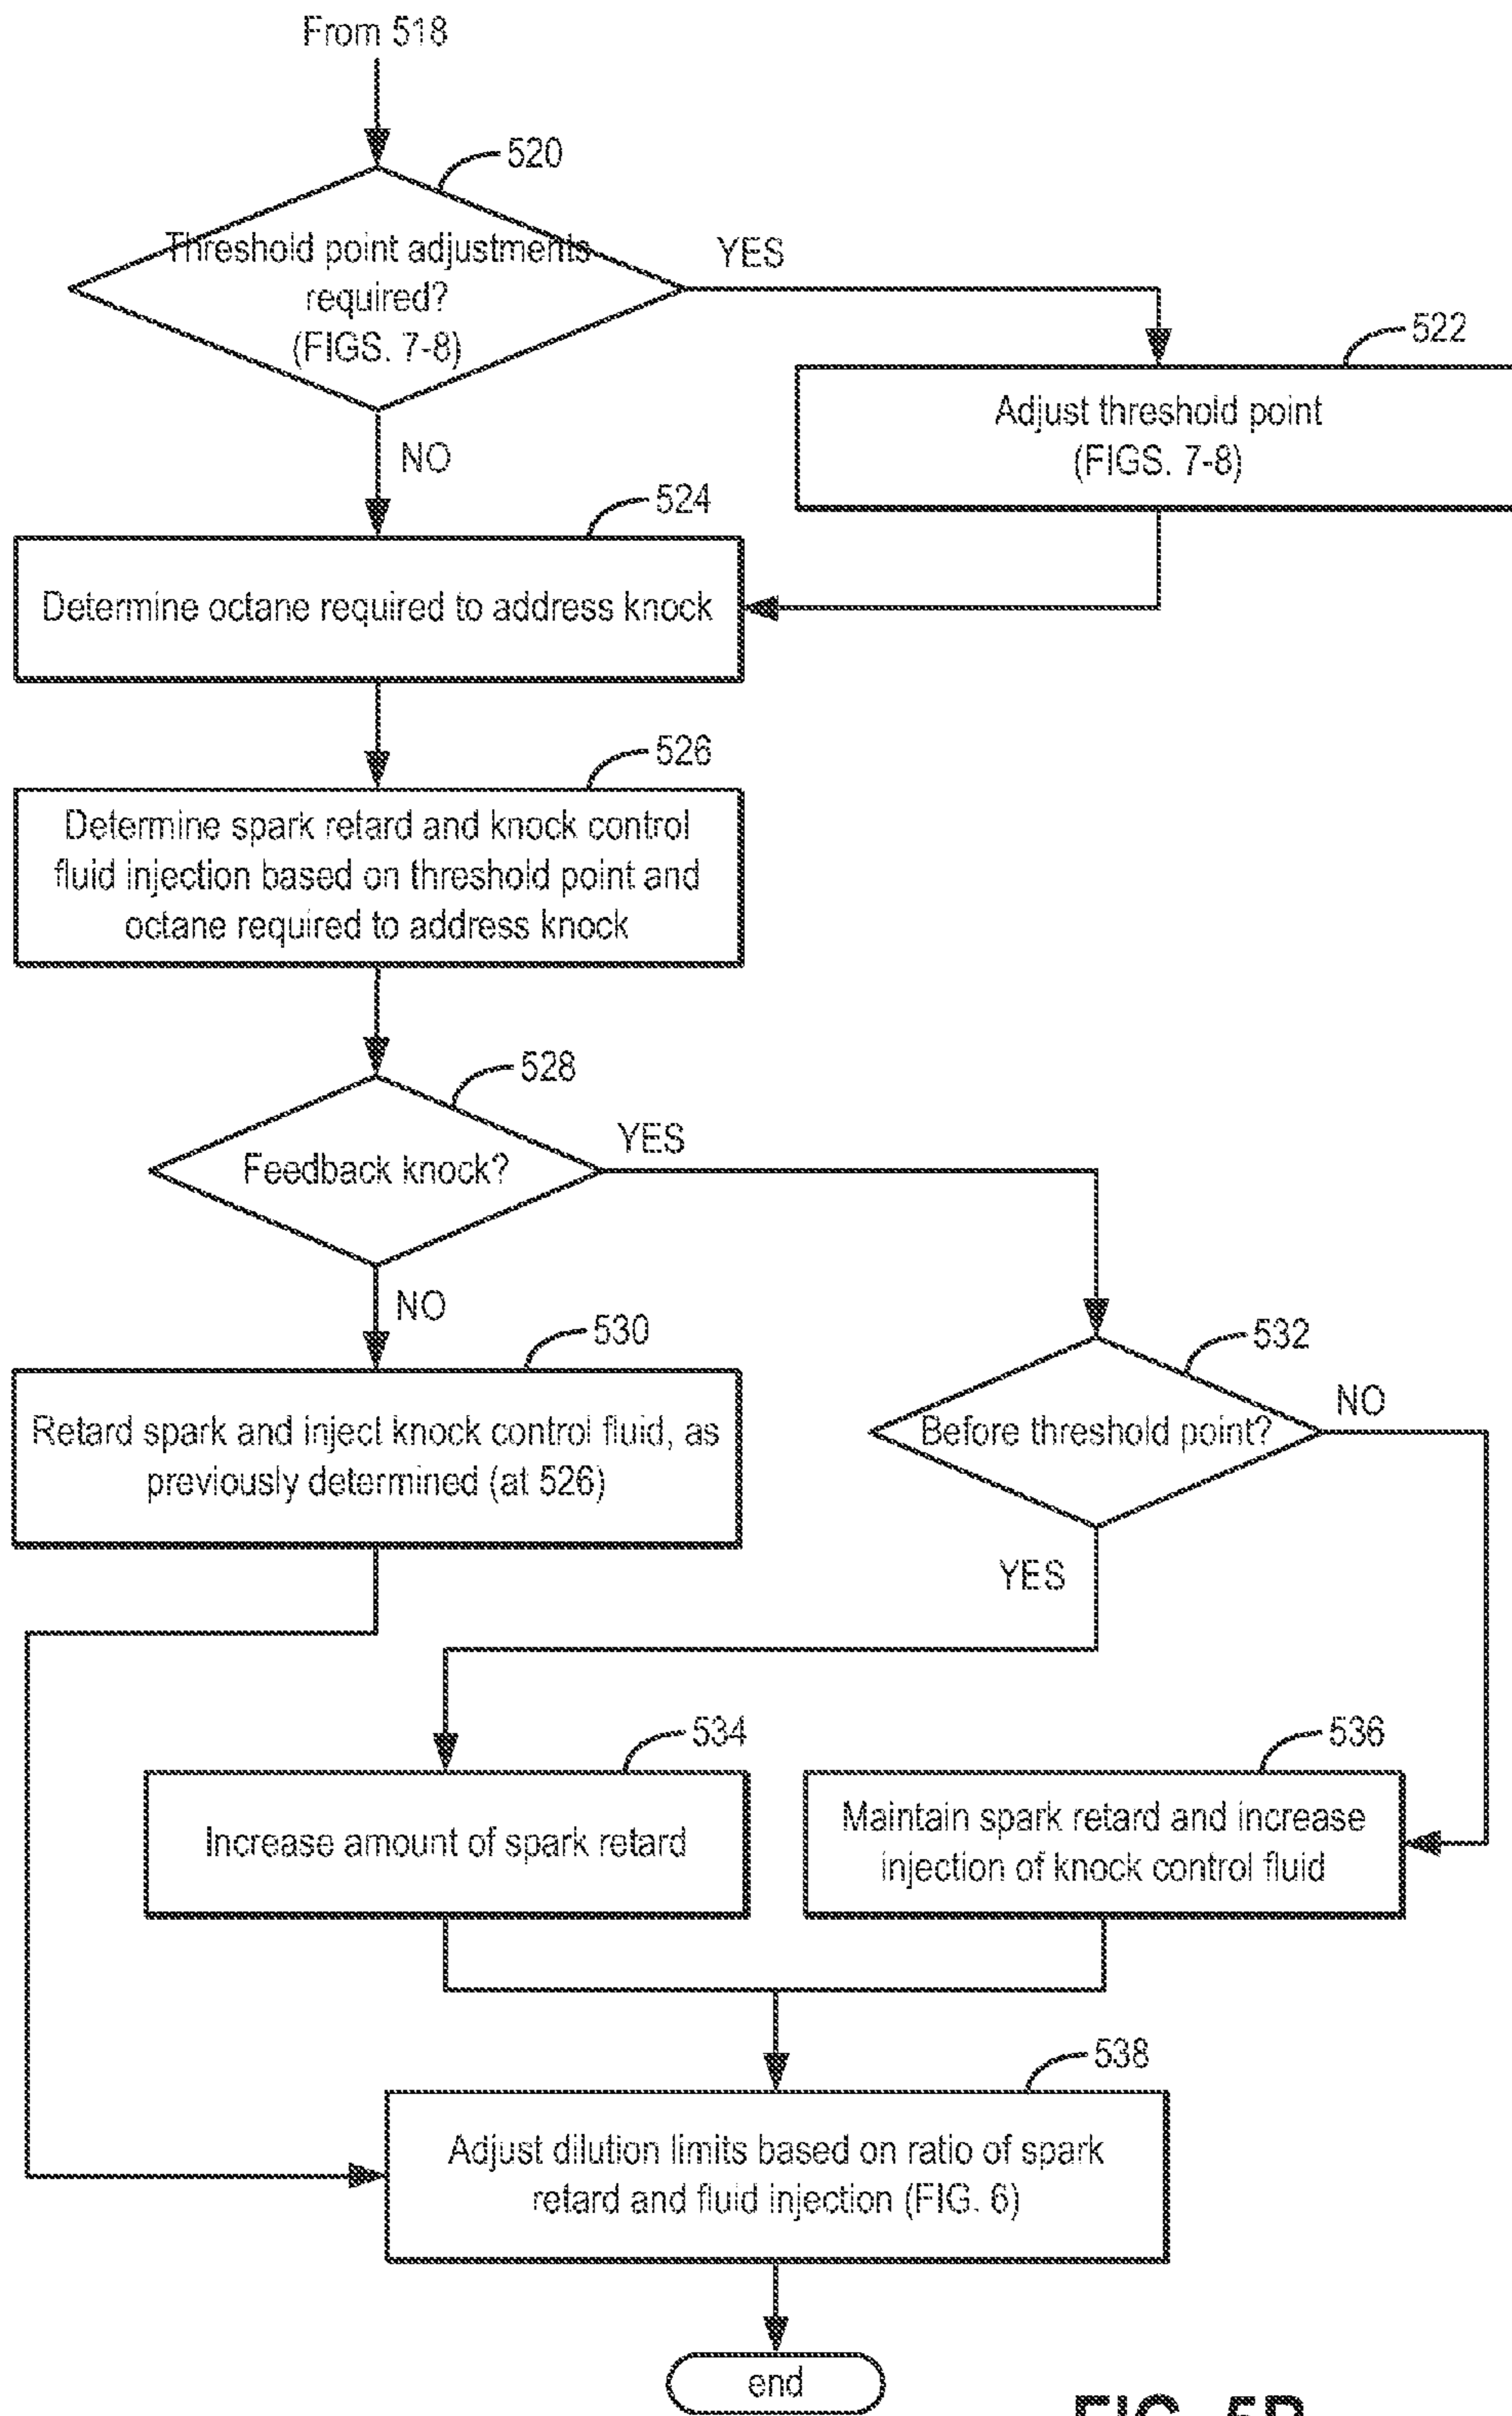 From 518
520
Threshold point adjustments
required?
(FIGS. 7-8)
YES
522
Adjust threshold point
(FIGS. 7-8)
NO
524
Determine octane required to address knock
526
Determine spark retard and knock control
fluid injection based on threshold point and
octane required to address knock
528
Feedback knock?
YES
NO
530
Retard spark and inject knock control fluid, as
previously determined (at 526)
532
Before threshold point?
NO
YES
534
Increase amount of spark retard
536
Maintain spark retard and increase
injection of knock control fluid
538
Adjust dilution limits based on ratio of spark
retard and fluid injection (FIG. 6)
end
FIG. 5B